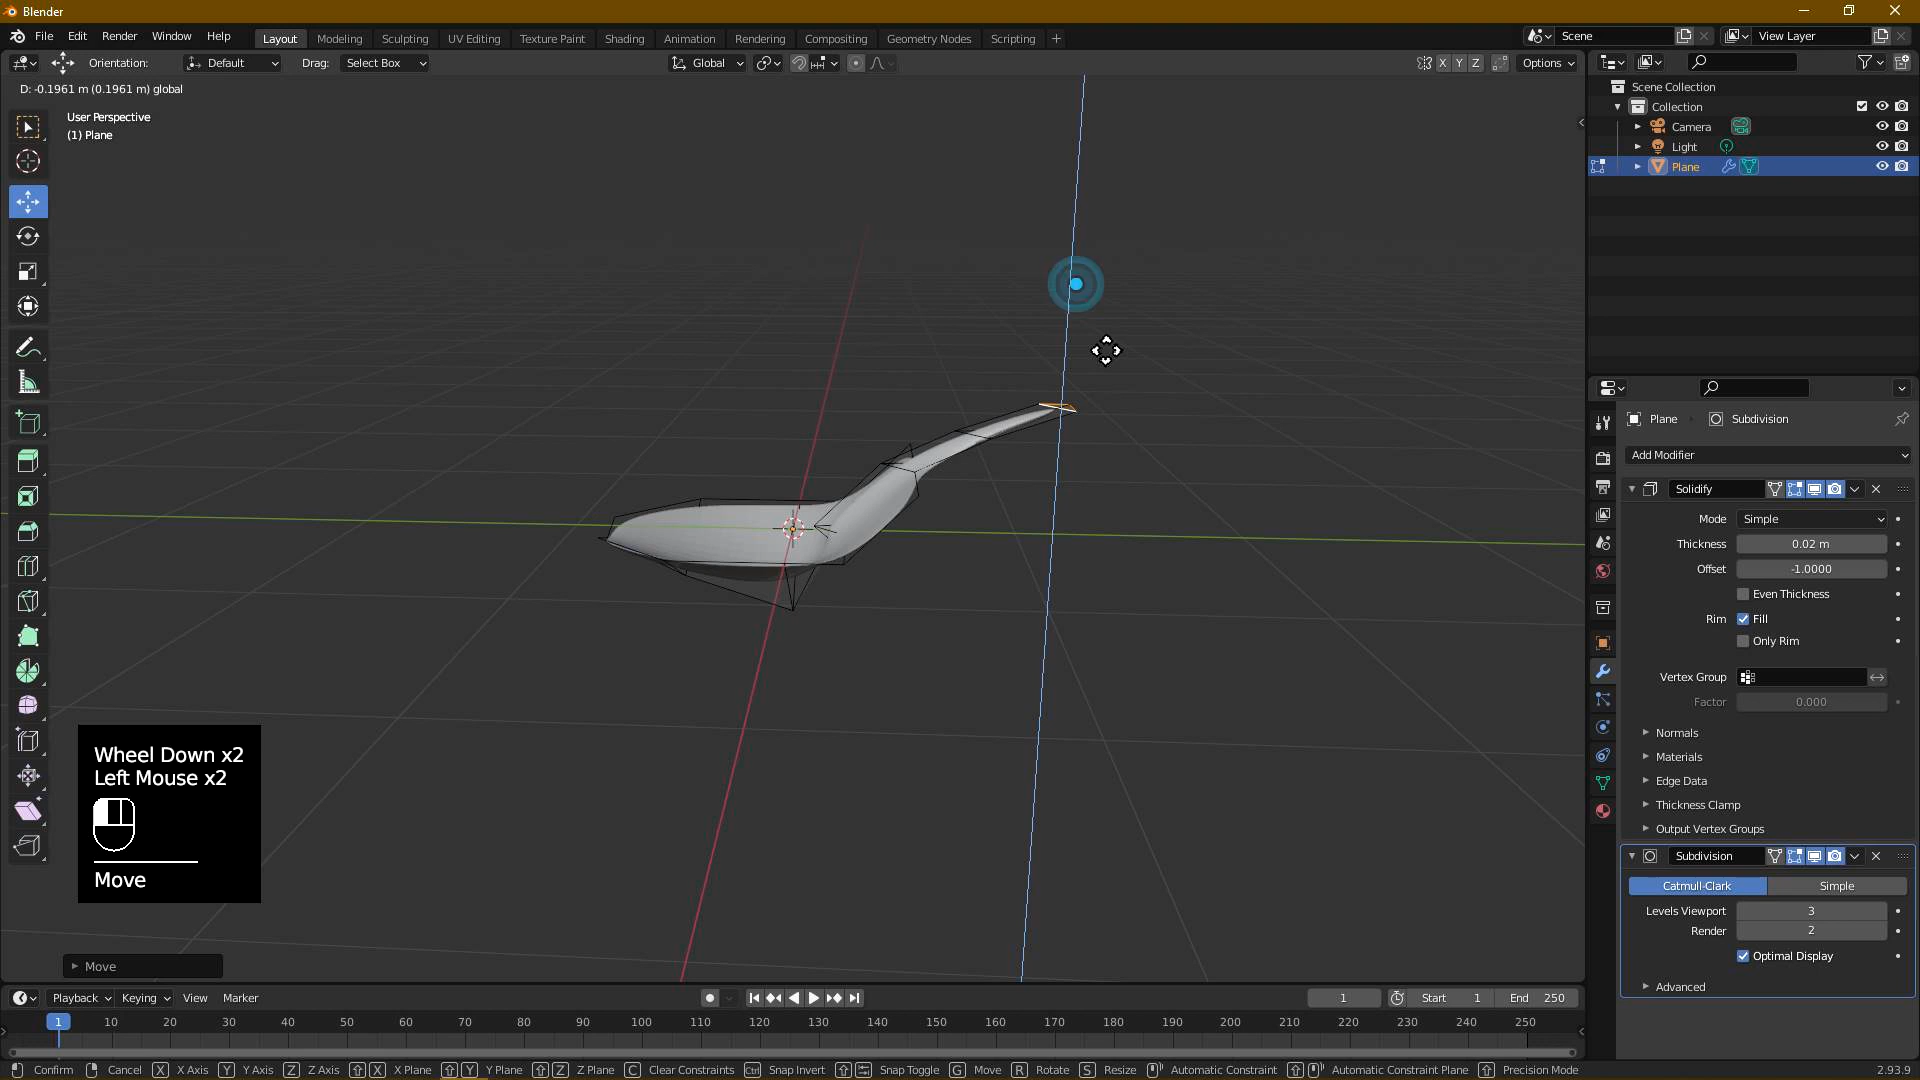 Blender
File Edit Render Window Help
Layout Modeling Sculpting UV Editing Texture Paint Shading Animation Rendering Compositing Geometry Nodes Scripting +
Scene View Layer
Orientation: Default Drag: Select Box Global X Y Z Options
D: -0.1961 m (0.1961 m) global
User Perspective
(1) Plane
Scene Collection
Collection
Camera
Light
Plane
Plane Subdivision
Add Modifier
Solidify
Mode Simple
Thickness 0.02 m
Offset -1.0000
Even Thickness
Rim Fill
Only Rim
Vertex Group
Factor 0.000
Normals
Materials
Edge Data
Thickness Clamp
Output Vertex Groups
Subdivision
Catmull-Clark Simple
Levels Viewport 3
Render 2
Optimal Display
Advanced
Wheel Down x2
Left Mouse x2
Move
Move
Playback Keying View Marker 1 Start 1 End 250
1 10 20 30 40 50 60 70 80 90 100 110 120 130 140 150 160 170 180 190 200 210 220 230 240 250
Confirm Cancel X X Axis Y Y Axis Z Z Axis X X Plane Y Y Plane Z Z Plane C Clear Constraints Ctrl Snap Invert Snap Toggle G Move R Rotate S Resize Automatic Constraint Automatic Constraint Plane Precision Mode 2.93.9